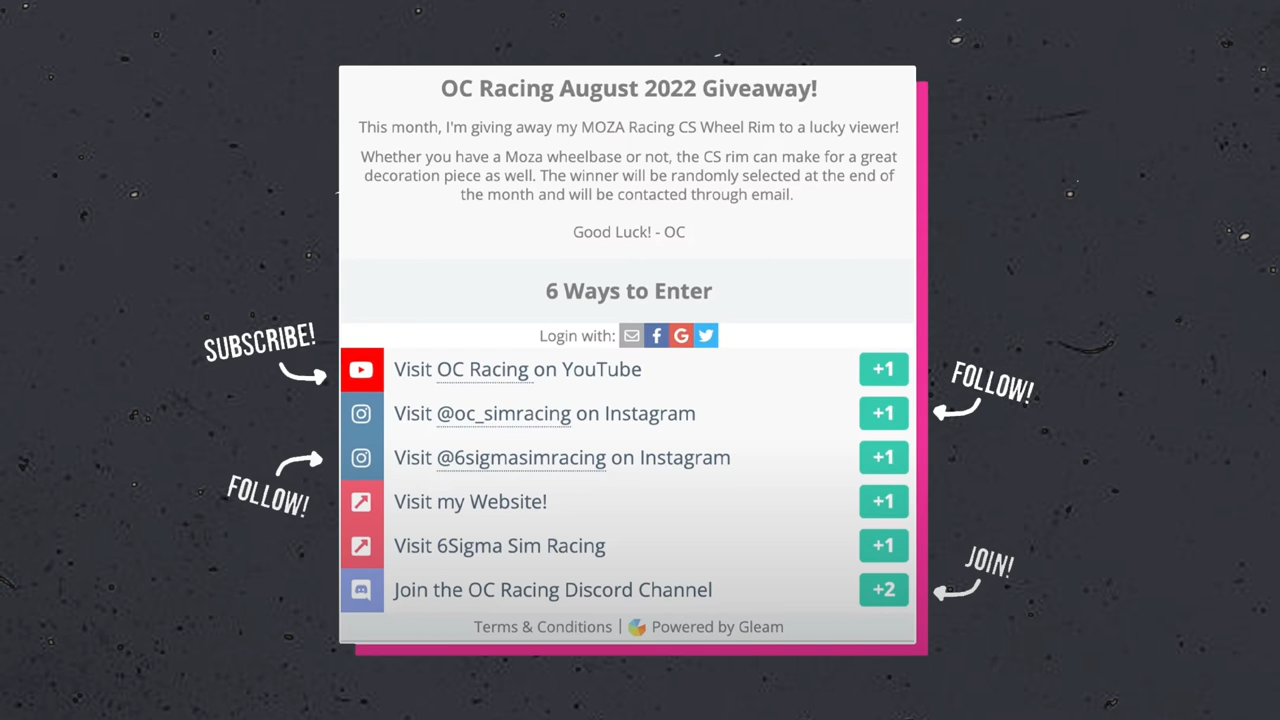 OC Racing August 2022 Giveaway!
This month, I'm giving away my MOZA Racing CS Wheel Rim to a lucky viewer!
Whether you have a Moza wheelbase or not, the CS rim can make for a great
decoration piece as well. The winner will be randomly selected at the end of
the month and will be contacted through email.
Good Luck! - OC
6 Ways to Enter
Login with:
SUBSCRIBE!
Visit OC Racing on YouTube +1
FOLLOW!
Visit @oc_simracing on Instagram +1
Visit @6sigmasimracing on Instagram +1
FOLLOW!
Visit my Website! +1
Visit 6Sigma Sim Racing +1
JOIN!
Join the OC Racing Discord Channel +2
Terms & Conditions | Powered by Gleam